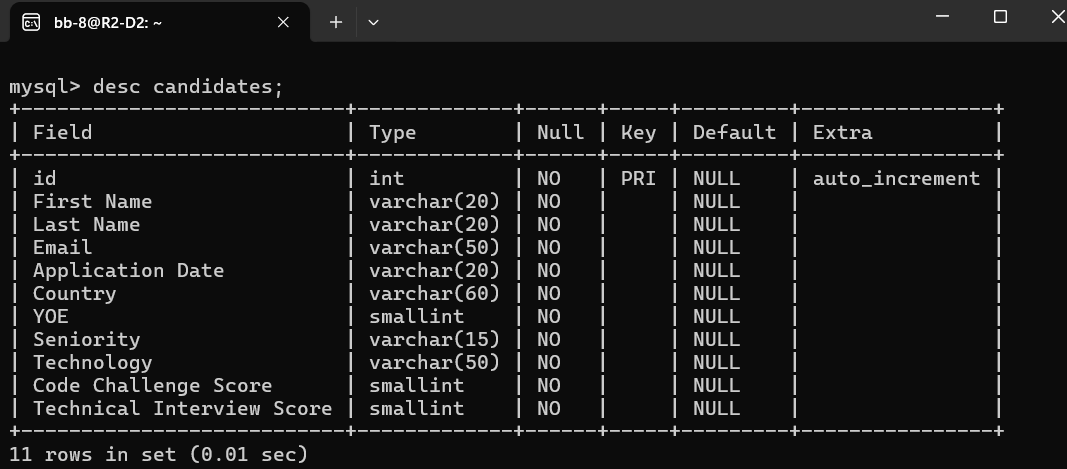 bb-8@R2-D2: ~
mysql> desc candidates;
+---------------------------+-------------+------+-----+---------+----------------+
| Field                     | Type        | Null | Key | Default | Extra          |
+---------------------------+-------------+------+-----+---------+----------------+
| id                        | int         | NO   | PRI | NULL    | auto_increment |
| First Name                | varchar(20) | NO   |     | NULL    |                |
| Last Name                 | varchar(20) | NO   |     | NULL    |                |
| Email                     | varchar(50) | NO   |     | NULL    |                |
| Application Date          | varchar(20) | NO   |     | NULL    |                |
| Country                   | varchar(60) | NO   |     | NULL    |                |
| YOE                       | smallint    | NO   |     | NULL    |                |
| Seniority                 | varchar(15) | NO   |     | NULL    |                |
| Technology                | varchar(50) | NO   |     | NULL    |                |
| Code Challenge Score      | smallint    | NO   |     | NULL    |                |
| Technical Interview Score | smallint    | NO   |     | NULL    |                |
+---------------------------+-------------+------+-----+---------+----------------+
11 rows in set (0.01 sec)